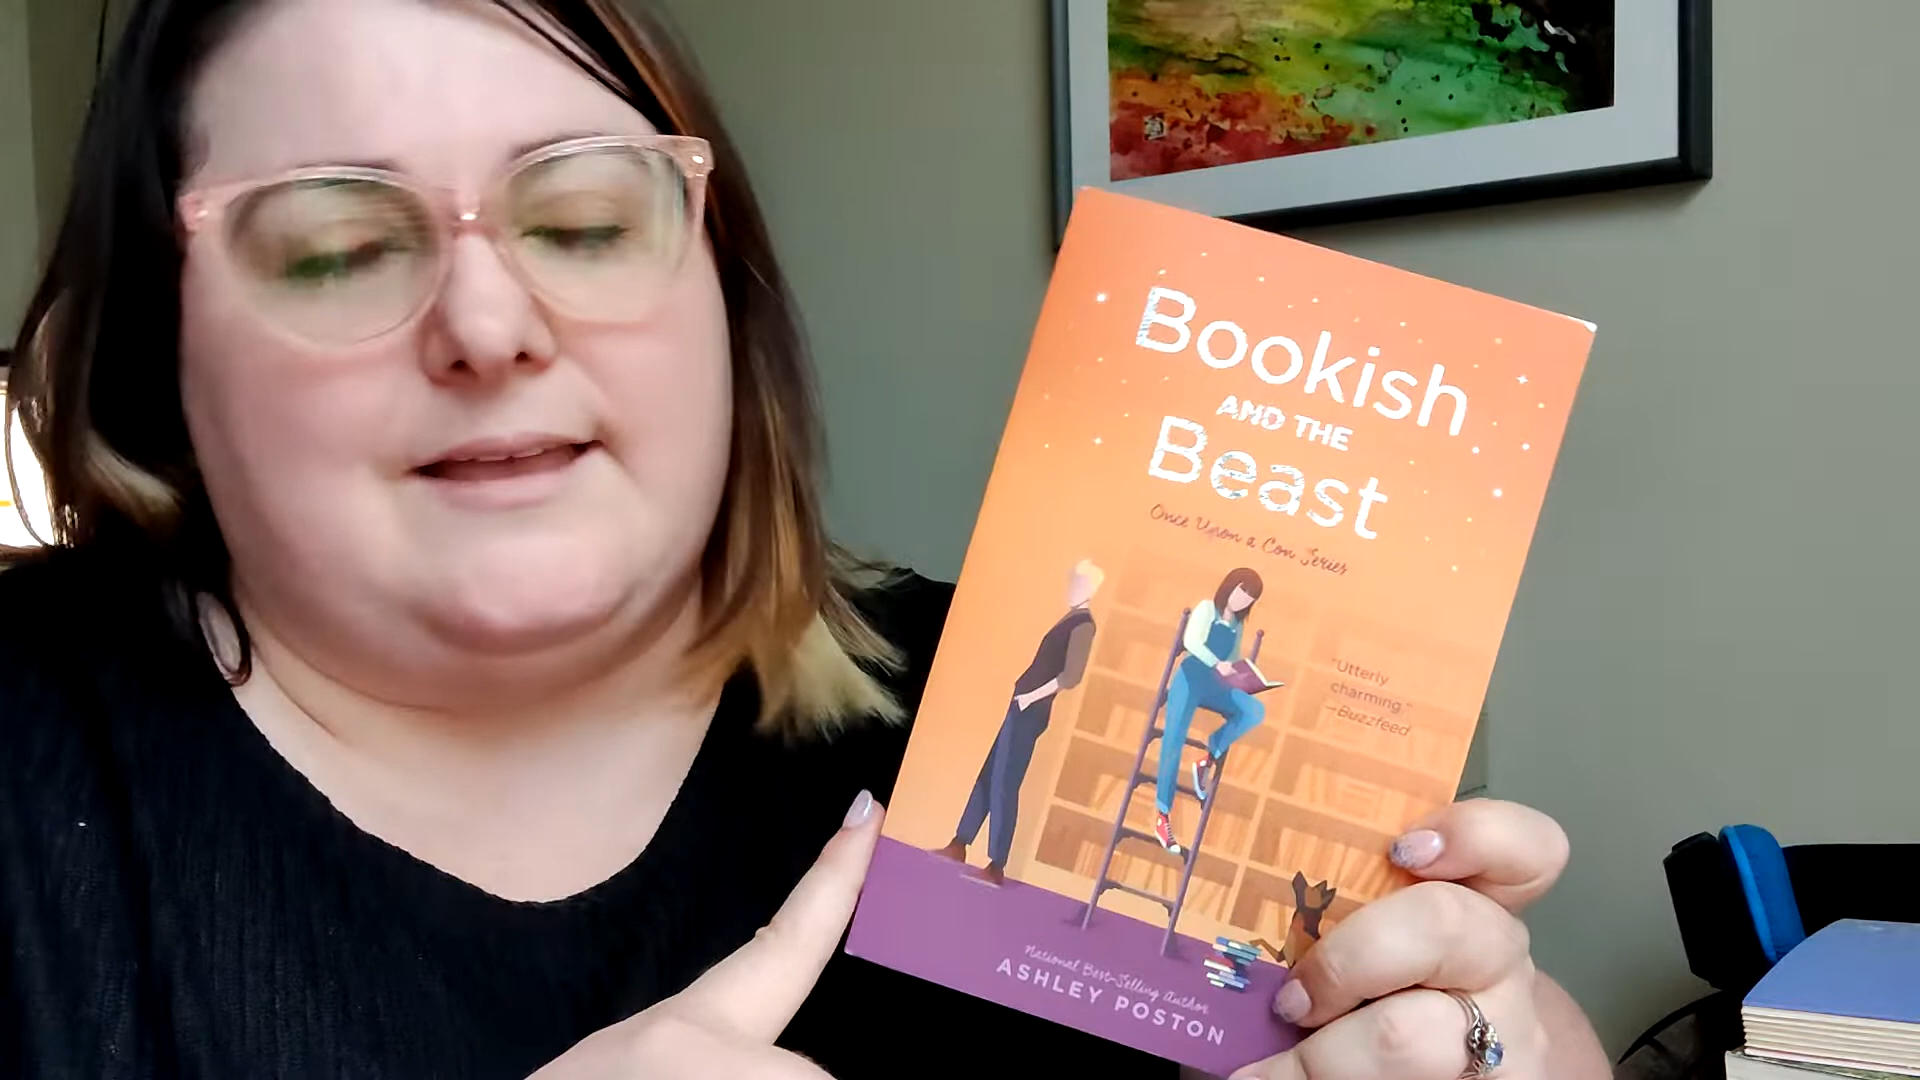 Bookish
AND THE
Beast
Once Upon a Con Series
"Utterly
charming."
—Buzzfeed
National Best-Selling Author
ASHLEY POSTON